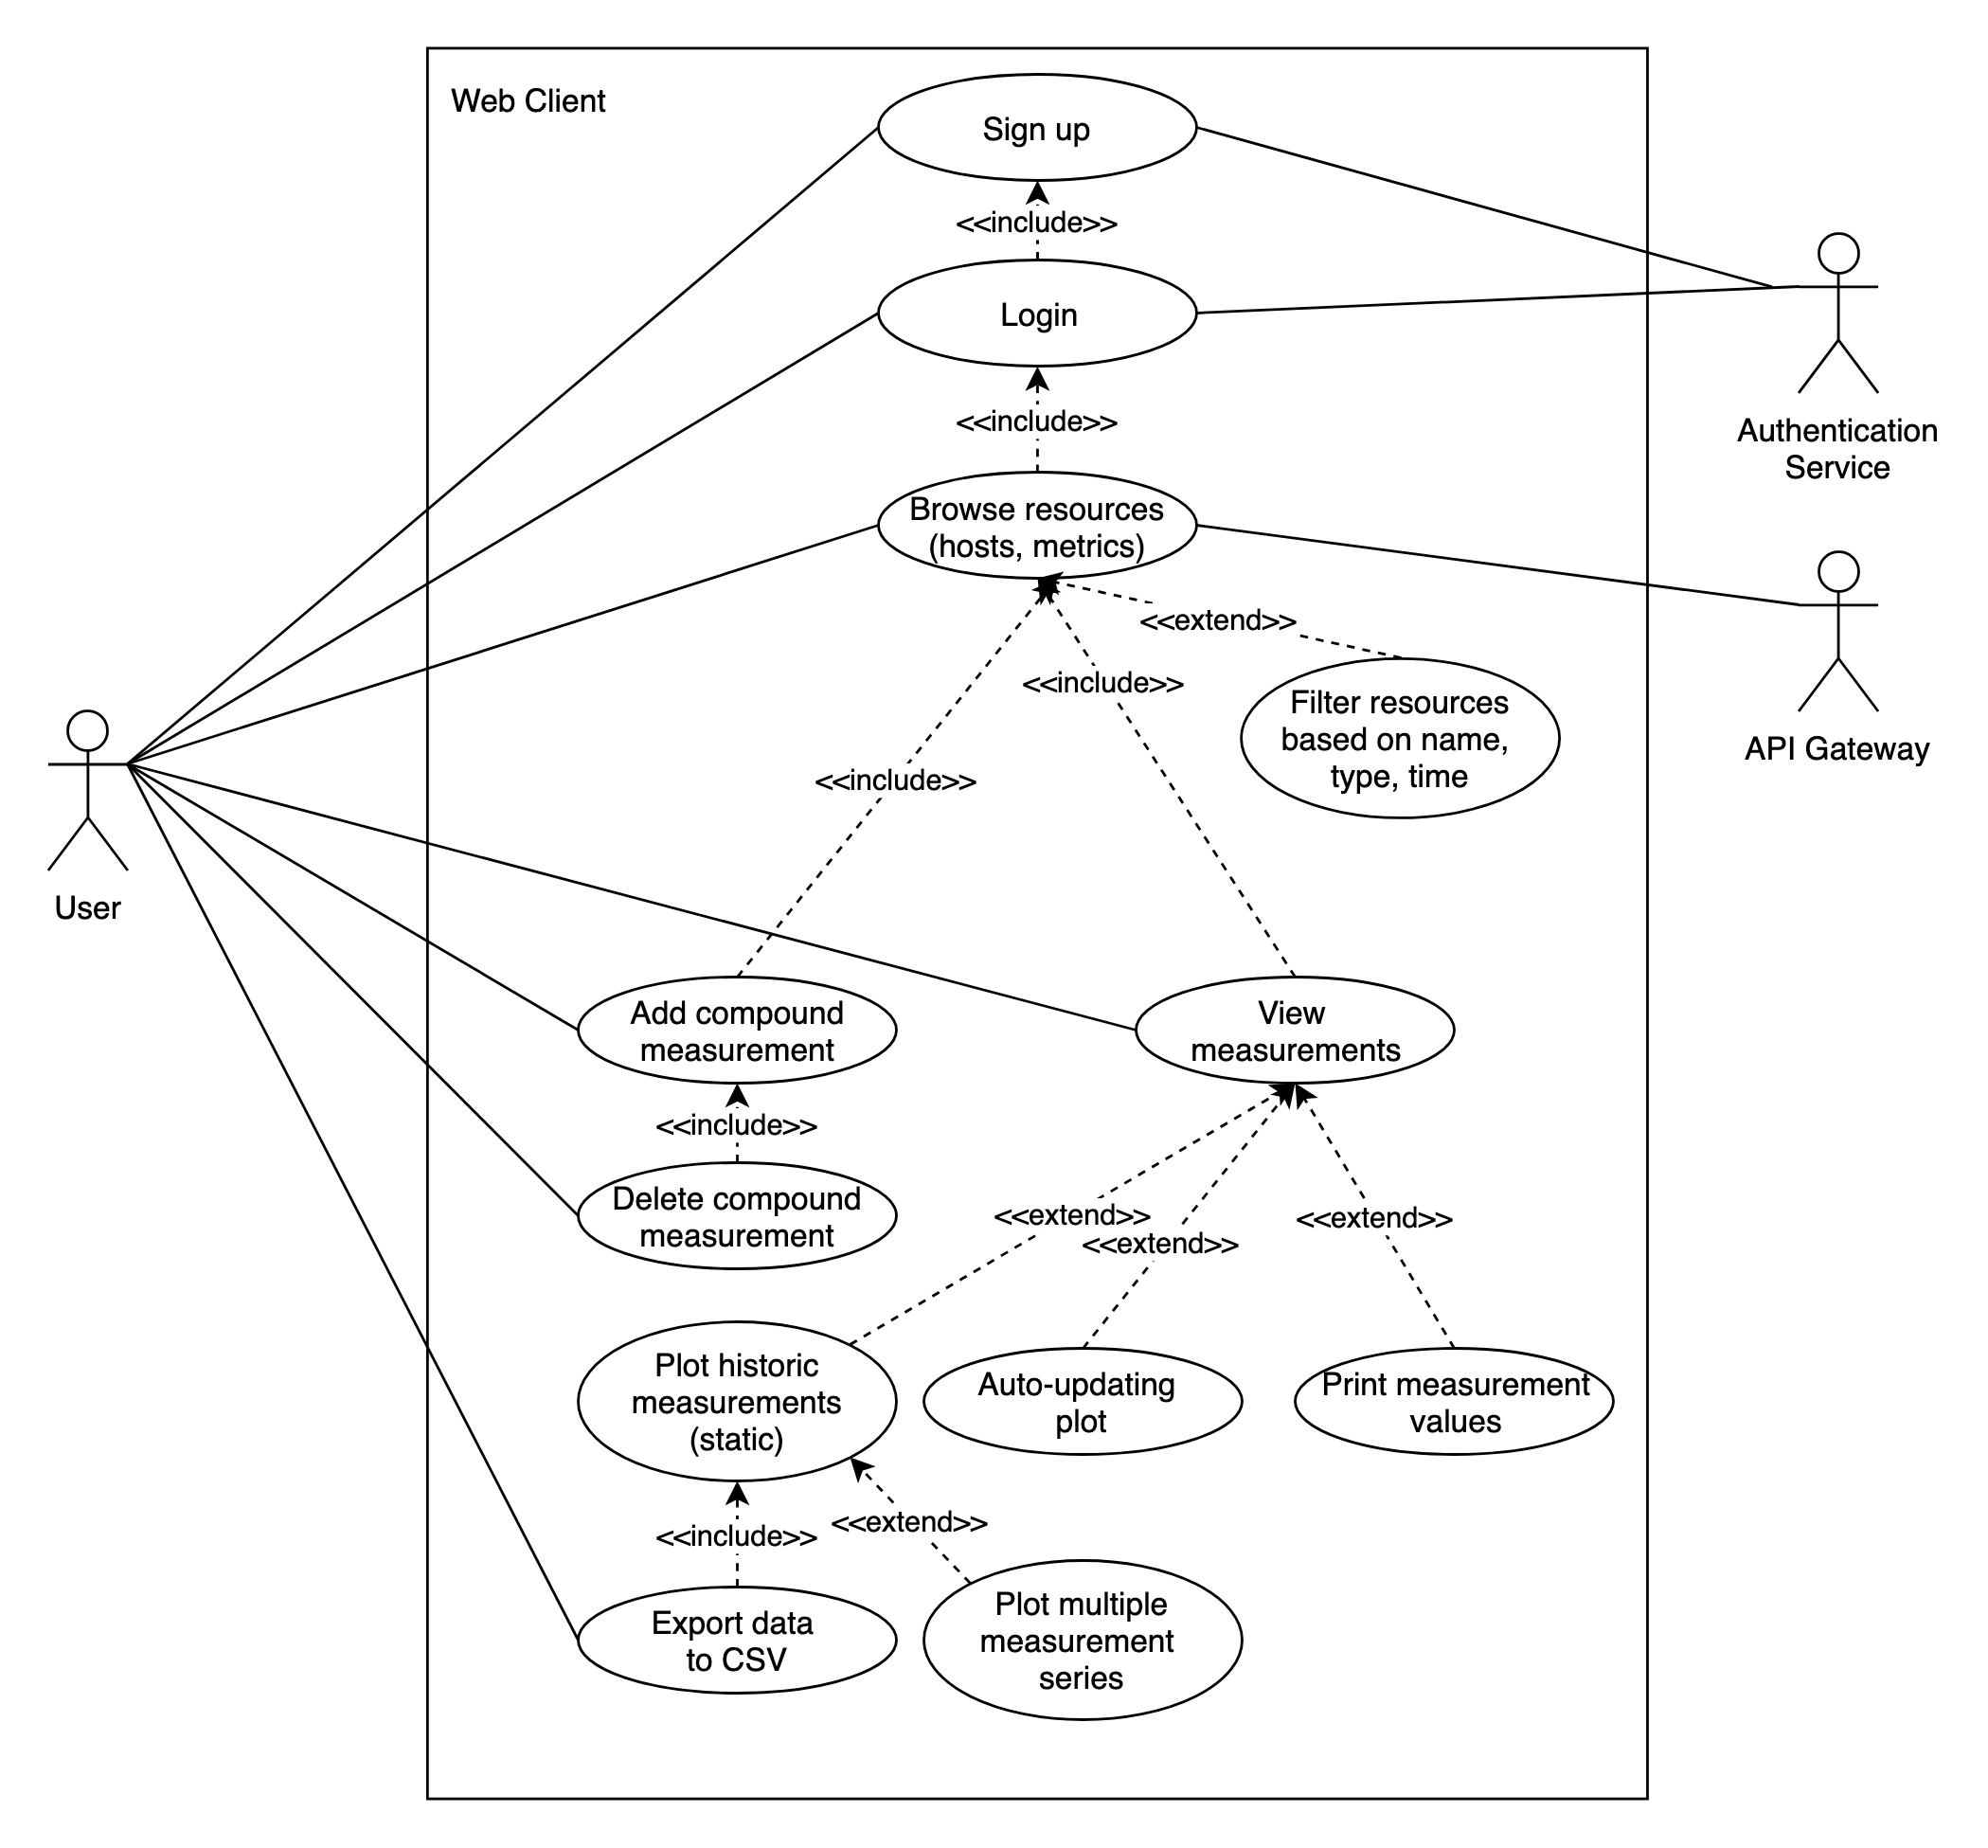 Web Client
Sign up
<<include>>
Login
<<include>>
Authentication
Service
Browse resources
(hosts, metrics)
<<extend>>
<<include>>
Filter resources
based on name,
type, time
API Gateway
<<include>>
User
Add compound
measurement
View
measurements
<<include>>
Delete compound
measurement
<<extend>>
<<extend>>
<<extend>>
Plot historic
measurements
(static)
Auto-updating
plot
Print measurement
values
<<include>>
<<extend>>
Export data
to CSV
Plot multiple
measurement
series